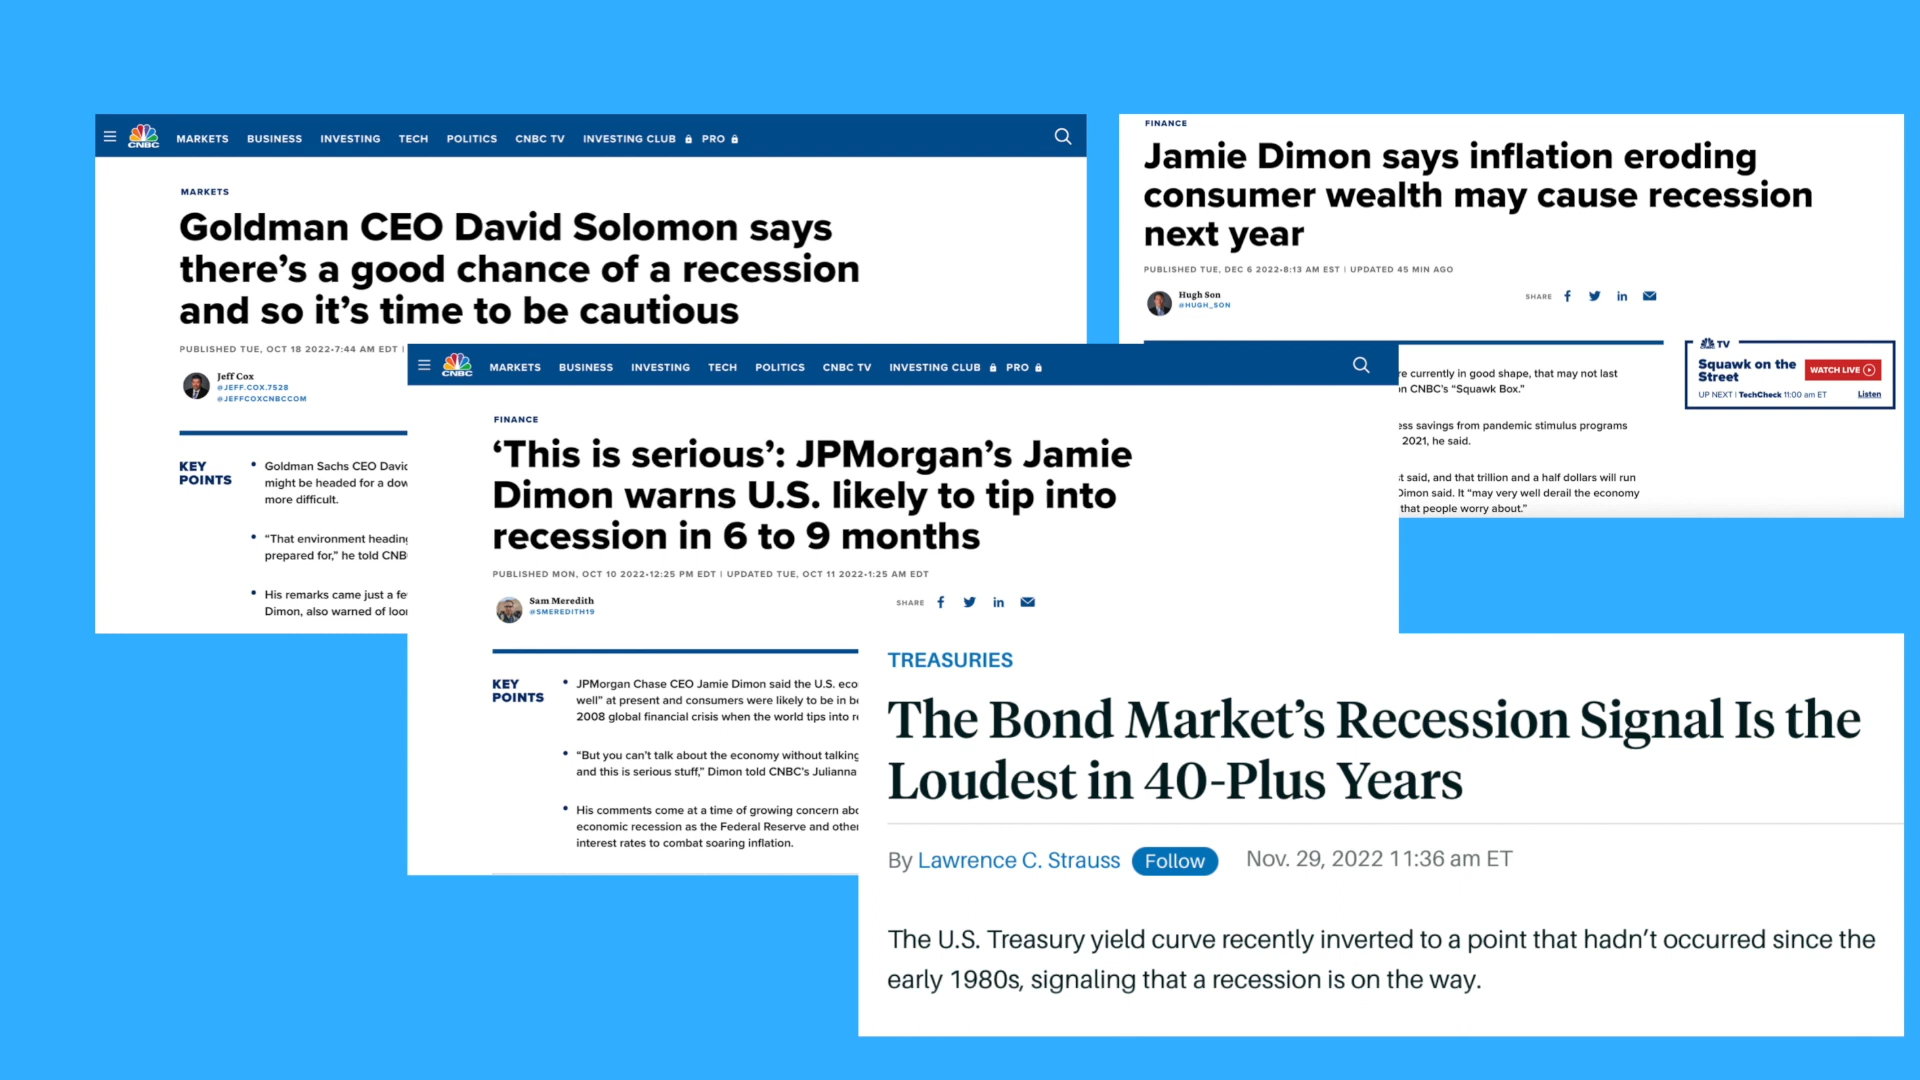 CNBC
MARKETS BUSINESS INVESTING TECH POLITICS CNBC TV INVESTING CLUB PRO
MARKETS
Goldman CEO David Solomon says
there’s a good chance of a recession
and so it’s time to be cautious
PUBLISHED TUE, OCT 18 2022•7:44 AM EDT |
Jeff Cox
@JEFF.COX.7528
@JEFFCOXCNBCCOM
KEY
POINTS
• Goldman Sachs CEO David
might be headed for a dow
more difficult.
• “That environment heading
prepared for,” he told CNB
• His remarks came just a fe
Dimon, also warned of loo
FINANCE
Jamie Dimon says inflation eroding
consumer wealth may cause recession
next year
PUBLISHED TUE, DEC 6 2022•8:13 AM EST | UPDATED 45 MIN AGO
Hugh Son
@HUGH_SON
SHARE
re currently in good shape, that may not last
on CNBC’s “Squawk Box.”
ess savings from pandemic stimulus programs
2021, he said.
st said, and that trillion and a half dollars will run
Dimon said. It “may very well derail the economy
that people worry about.”
TV
Squawk on the
Street
WATCH LIVE
UP NEXT | TechCheck 11:00 am ET
Listen
CNBC
MARKETS BUSINESS INVESTING TECH POLITICS CNBC TV INVESTING CLUB PRO
FINANCE
‘This is serious’: JPMorgan’s Jamie
Dimon warns U.S. likely to tip into
recession in 6 to 9 months
PUBLISHED MON, OCT 10 2022•12:25 PM EDT | UPDATED TUE, OCT 11 2022•1:25 AM EDT
Sam Meredith
@SMEREDITH19
SHARE
KEY
POINTS
• JPMorgan Chase CEO Jamie Dimon said the U.S. eco
well” at present and consumers were likely to be in be
2008 global financial crisis when the world tips into re
• “But you can’t talk about the economy without talking
and this is serious stuff,” Dimon told CNBC’s Julianna
• His comments come at a time of growing concern abo
economic recession as the Federal Reserve and other
interest rates to combat soaring inflation.
TREASURIES
The Bond Market’s Recession Signal Is the
Loudest in 40-Plus Years
By Lawrence C. Strauss Follow Nov. 29, 2022 11:36 am ET
The U.S. Treasury yield curve recently inverted to a point that hadn’t occurred since the
early 1980s, signaling that a recession is on the way.